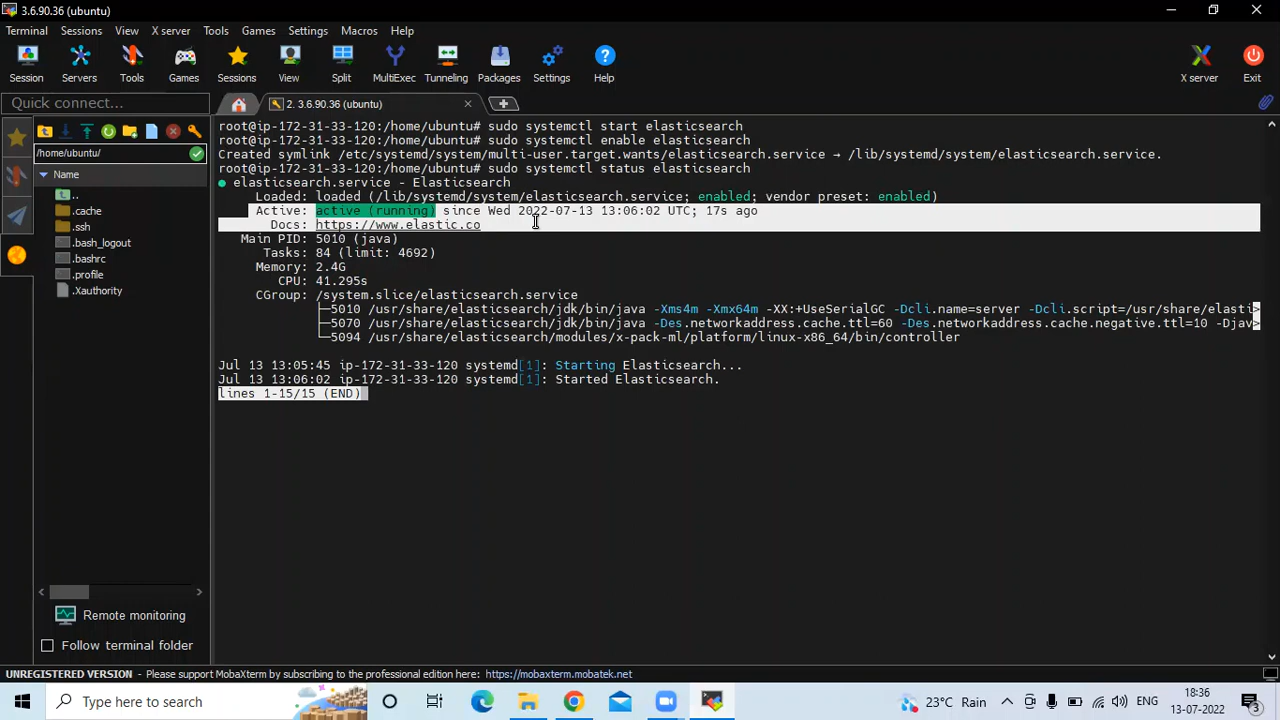 3.6.90.36 (ubuntu)
Terminal Sessions View X server Tools Games Settings Macros Help
Session Servers Tools Games Sessions View Split MultiExec Tunneling Packages Settings Help X server Exit
Quick connect...
2. 3.6.90.36 (ubuntu)
/home/ubuntu/
Name
..
.cache
.ssh
.bash_logout
.bashrc
.profile
.Xauthority
Remote monitoring
Follow terminal folder
root@ip-172-31-33-120:/home/ubuntu# sudo systemctl start elasticsearch
root@ip-172-31-33-120:/home/ubuntu# sudo systemctl enable elasticsearch
Created symlink /etc/systemd/system/multi-user.target.wants/elasticsearch.service → /lib/systemd/system/elasticsearch.service.
root@ip-172-31-33-120:/home/ubuntu# sudo systemctl status elasticsearch
● elasticsearch.service - Elasticsearch
Loaded: loaded (/lib/systemd/system/elasticsearch.service; enabled; vendor preset: enabled)
Active: active (running) since Wed 2022-07-13 13:06:02 UTC; 17s ago
Docs: https://www.elastic.co
Main PID: 5010 (java)
Tasks: 84 (limit: 4692)
Memory: 2.4G
CPU: 41.295s
CGroup: /system.slice/elasticsearch.service
├─5010 /usr/share/elasticsearch/jdk/bin/java -Xms4m -Xmx64m -XX:+UseSerialGC -Dcli.name=server -Dcli.script=/usr/share/elasti>
├─5070 /usr/share/elasticsearch/jdk/bin/java -Des.networkaddress.cache.ttl=60 -Des.networkaddress.cache.negative.ttl=10 -Djav>
└─5094 /usr/share/elasticsearch/modules/x-pack-ml/platform/linux-x86_64/bin/controller
Jul 13 13:05:45 ip-172-31-33-120 systemd[1]: Starting Elasticsearch...
Jul 13 13:06:02 ip-172-31-33-120 systemd[1]: Started Elasticsearch.
lines 1-15/15 (END)
UNREGISTERED VERSION - Please support MobaXterm by subscribing to the professional edition here: https://mobaxterm.mobatek.net
Type here to search
23°C Rain
ENG
18:36
13-07-2022
3